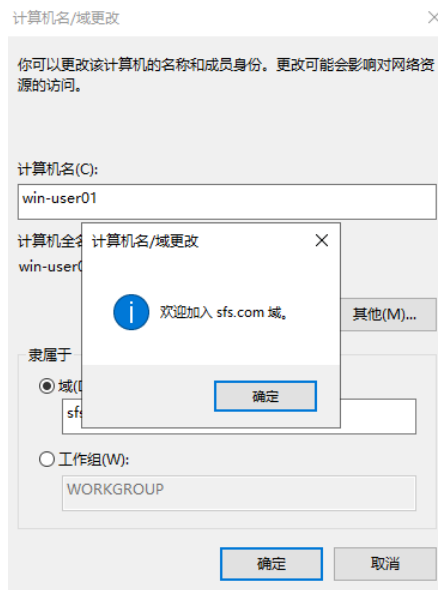 计算机名/域更改
你可以更改该计算机的名称和成员身份。更改可能会影响对网络资
源的访问。
计算机名(C):
win-user01
计算机全名
计算机名/域更改
win-user
欢迎加入 sfs.com 域。
其他(M)...
隶属于
确定
域(D
sfs
工作组(W):
WORKGROUP
确定
取消